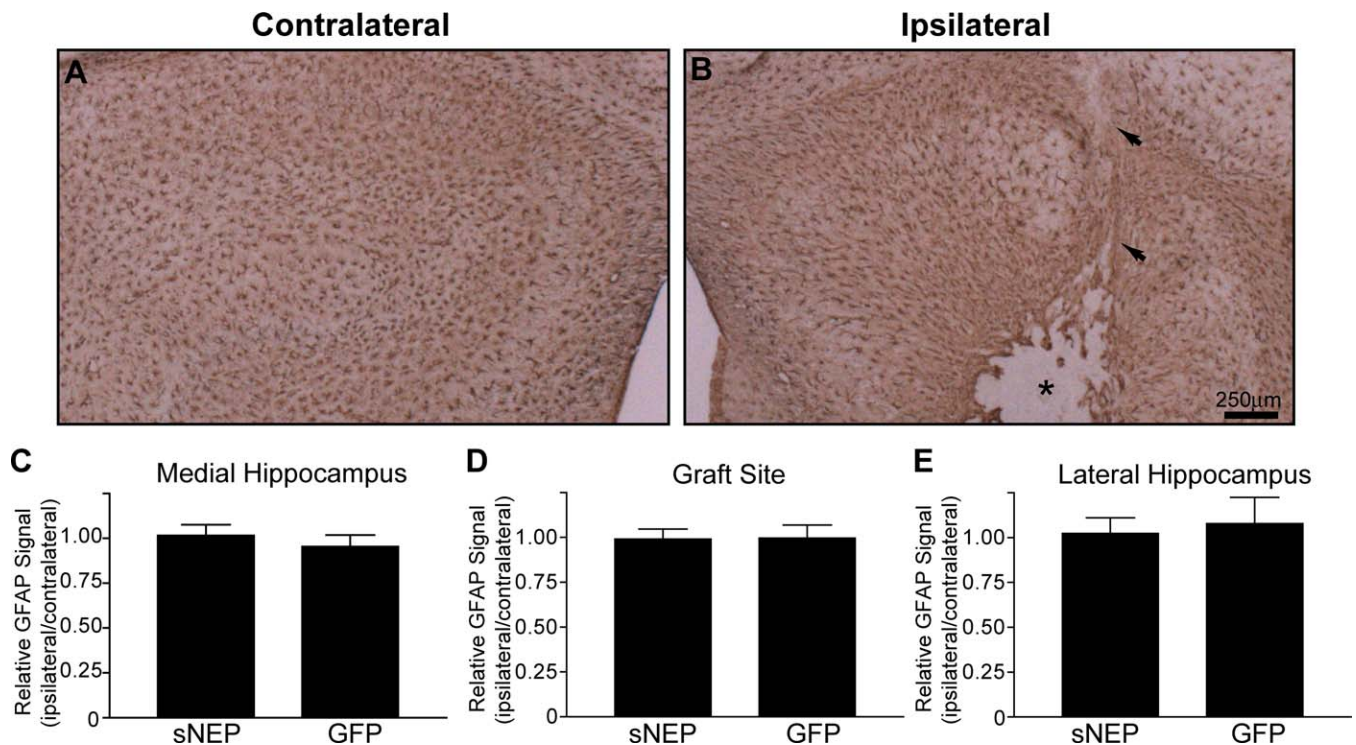 Contralateral
Ipsilateral
A
B
*
250μm
C
Medial Hippocampus
Relative GFAP Signal
(ipsilateral/contralateral)
1.00
0.75
0.50
0.25
0
sNEP
GFP
D
Graft Site
Relative GFAP Signal
(ipsilateral/contralateral)
1.00
0.75
0.50
0.25
0
sNEP
GFP
E
Lateral Hippocampus
Relative GFAP Signal
(ipsilateral/contralateral)
1.00
0.75
0.50
0.25
0
sNEP
GFP